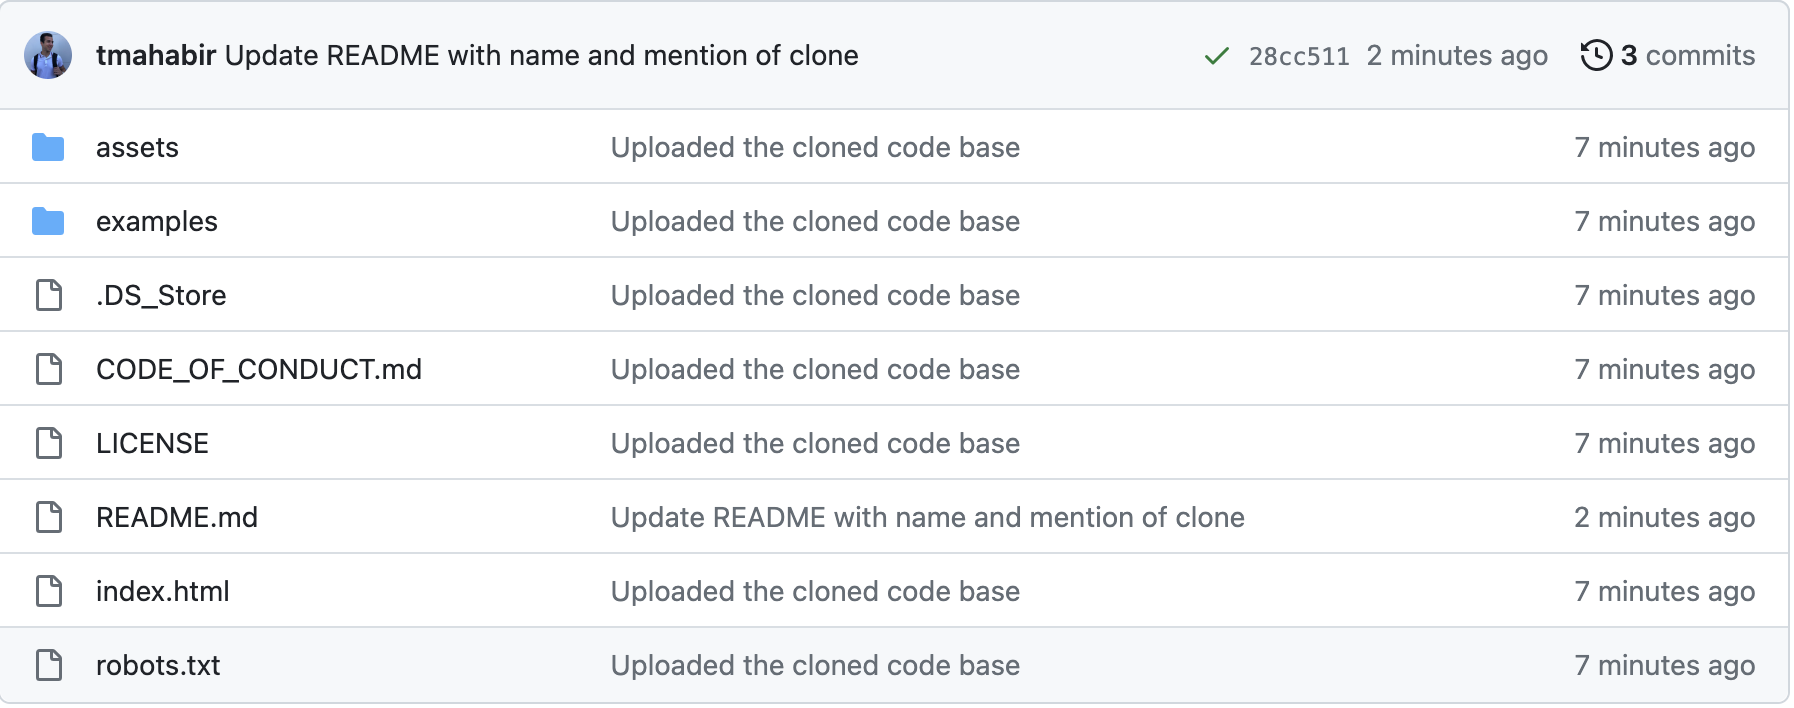 tmahabir Update README with name and mention of clone 28cc511 2 minutes ago 3 commits
assets Uploaded the cloned code base 7 minutes ago
examples Uploaded the cloned code base 7 minutes ago
.DS_Store Uploaded the cloned code base 7 minutes ago
CODE_OF_CONDUCT.md Uploaded the cloned code base 7 minutes ago
LICENSE Uploaded the cloned code base 7 minutes ago
README.md Update README with name and mention of clone 2 minutes ago
index.html Uploaded the cloned code base 7 minutes ago
robots.txt Uploaded the cloned code base 7 minutes ago